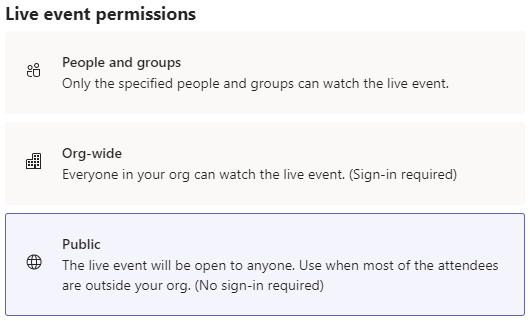 Live event permissions
People and groups
Only the specified people and groups can watch the live event.
Org-wide
Everyone in your org can watch the live event. (Sign-in required)
Public
The live event will be open to anyone. Use when most of the attendees
are outside your org. (No sign-in required)